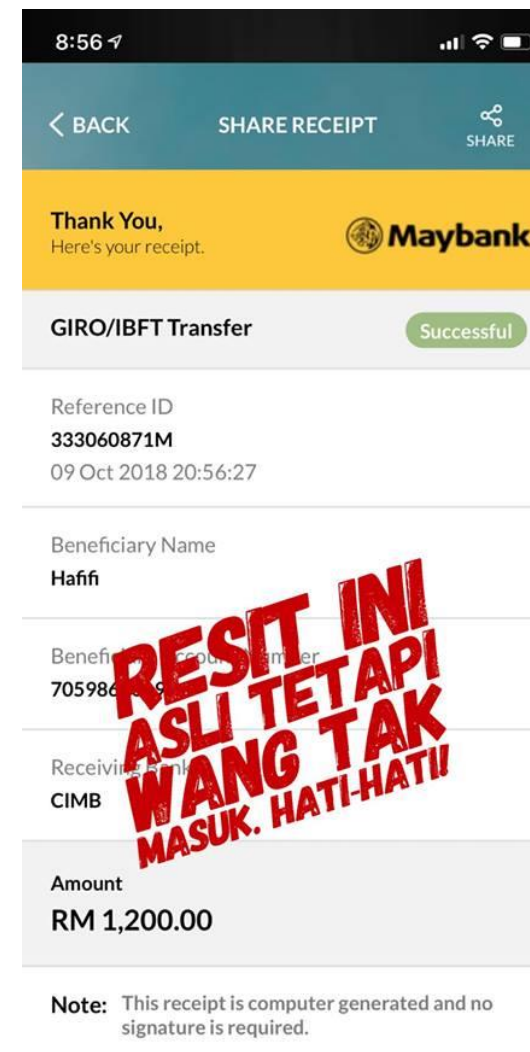 8:56
BACK
SHARE RECEIPT
SHARE
Thank You,
Here's your receipt.
Maybank
GIRO/IBFT Transfer
Successful
Reference ID
333060871M
09 Oct 2018 20:56:27
Beneficiary Name
Hafifi
RESIT INI
ASLI TETAPI
WANG TAK
MASUK. HATI-HATI!
Receiving Bank
CIMB
Amount
RM 1,200.00
Note: This receipt is computer generated and no
signature is required.